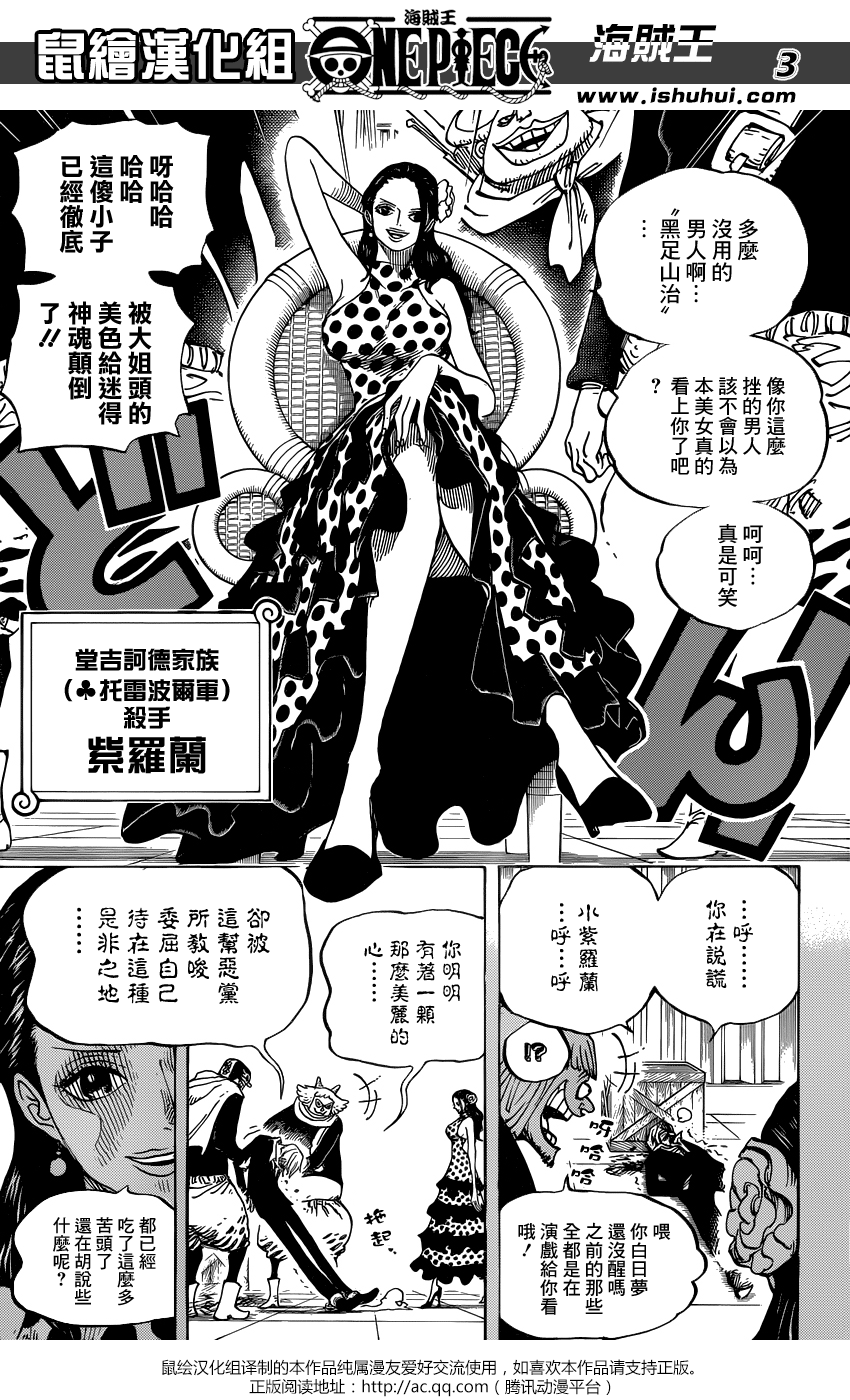 鼠繪漢化組
海賊王
ONE PIECE
海賊王
3
www.ishuhui.com
多麼
沒用的
男人啊…
〝黑足山治〞
…
像你這麼
挫的男人
該不會以為
本美女真的
看上你了吧
?
呵呵…
真是可笑
呀哈哈
哈哈
這傻小子
已經徹底
被大姐頭的
美色給迷得
神魂顛倒
了!!
ドン
堂吉訶德家族
(♣托雷波爾軍)
殺手
紫羅蘭
…呼……
你在説謊
小紫羅蘭
…呼…呼
!?
呵
哈
哈
喂
你白日夢
還沒醒嗎
之前的那些
全都是在
演戲給你看
哦!
你明明
有著一顆
那麼美麗的
心……
拖起
卻被
這幫惡黨
所教唆
委屈自己
待在這種
是非之地
……
都已經
吃了這麼多
苦頭了
還在胡說些
什麼呢?
鼠绘汉化组译制的本作品纯属漫友爱好交流使用，如喜欢本作品请支持正版。
正版阅读地址：http://ac.qq.com（腾讯动漫平台）